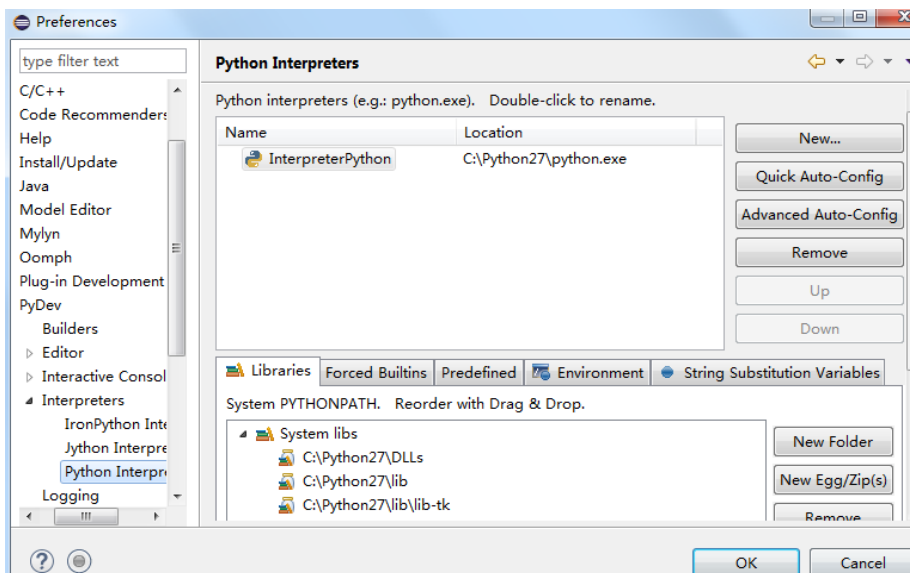 Preferences
type filter text
C/C++
Code Recommenders
Help
Install/Update
Java
Model Editor
Mylyn
Oomph
Plug-in Development
PyDev
Builders
Editor
Interactive Consol
Interpreters
IronPython Inte
Jython Interpre
Python Interpre
Logging
Python Interpreters
Python interpreters (e.g.: python.exe).   Double-click to rename.
Name Location
InterpreterPython C:\Python27\python.exe
New...
Quick Auto-Config
Advanced Auto-Config
Remove
Up
Down
Libraries Forced Builtins Predefined Environment String Substitution Variables
System PYTHONPATH.   Reorder with Drag & Drop.
System libs
C:\Python27\DLLs
C:\Python27\lib
C:\Python27\lib\lib-tk
New Folder
New Egg/Zip(s)
Remove
OK Cancel